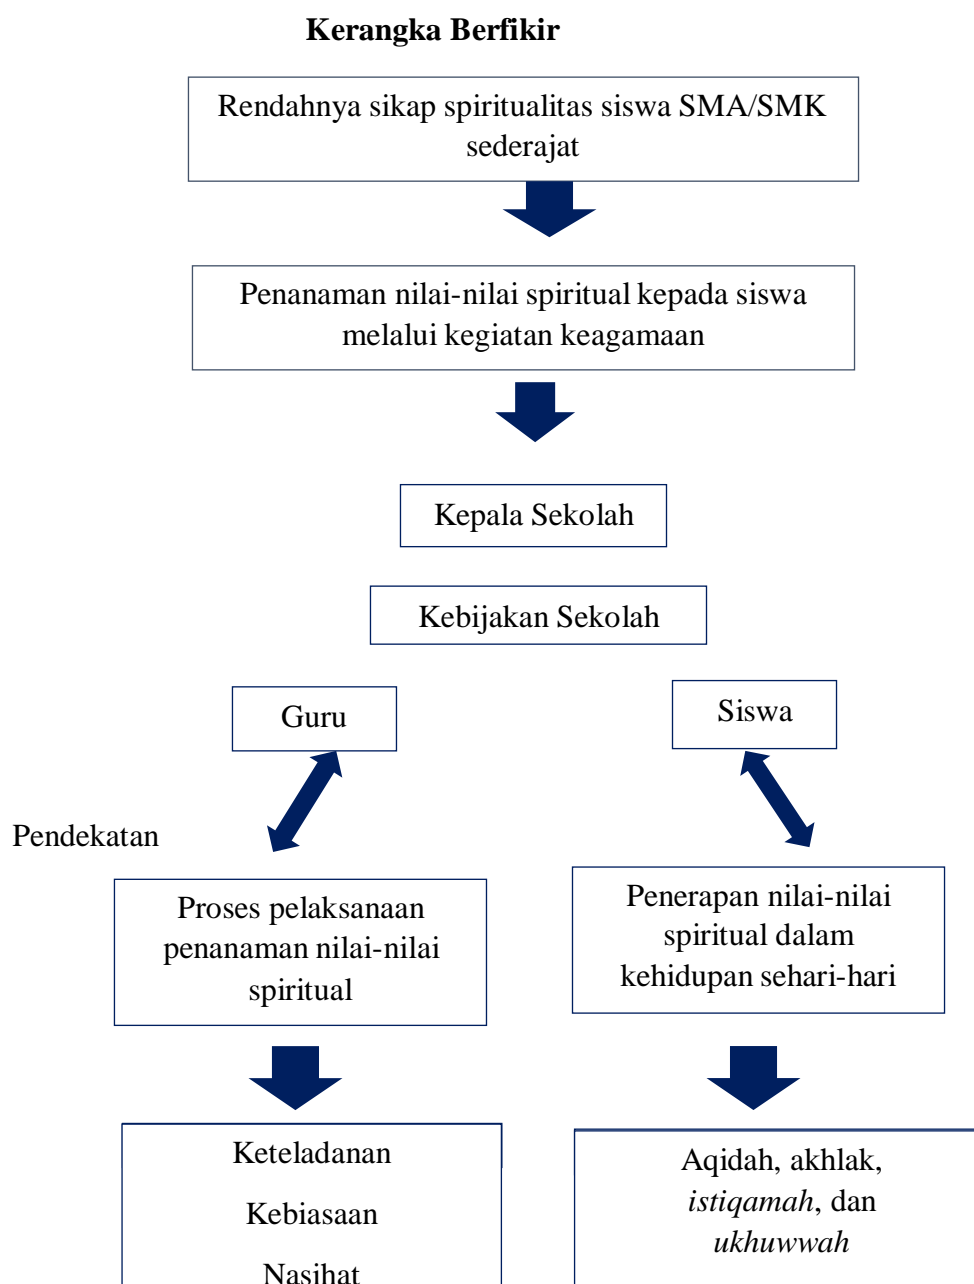 Kerangka Berfikir
Rendahnya sikap spiritualitas siswa SMA/SMK
sederajat
Penanaman nilai-nilai spiritual kepada siswa
melalui kegiatan keagamaan
Kepala Sekolah
Kebijakan Sekolah
Guru
Siswa
Pendekatan
Proses pelaksanaan
penanaman nilai-nilai
spiritual
Penerapan nilai-nilai
spiritual dalam
kehidupan sehari-hari
Keteladanan
Kebiasaan
Nasihat
Aqidah, akhlak,
istiqamah, dan
ukhuwwah